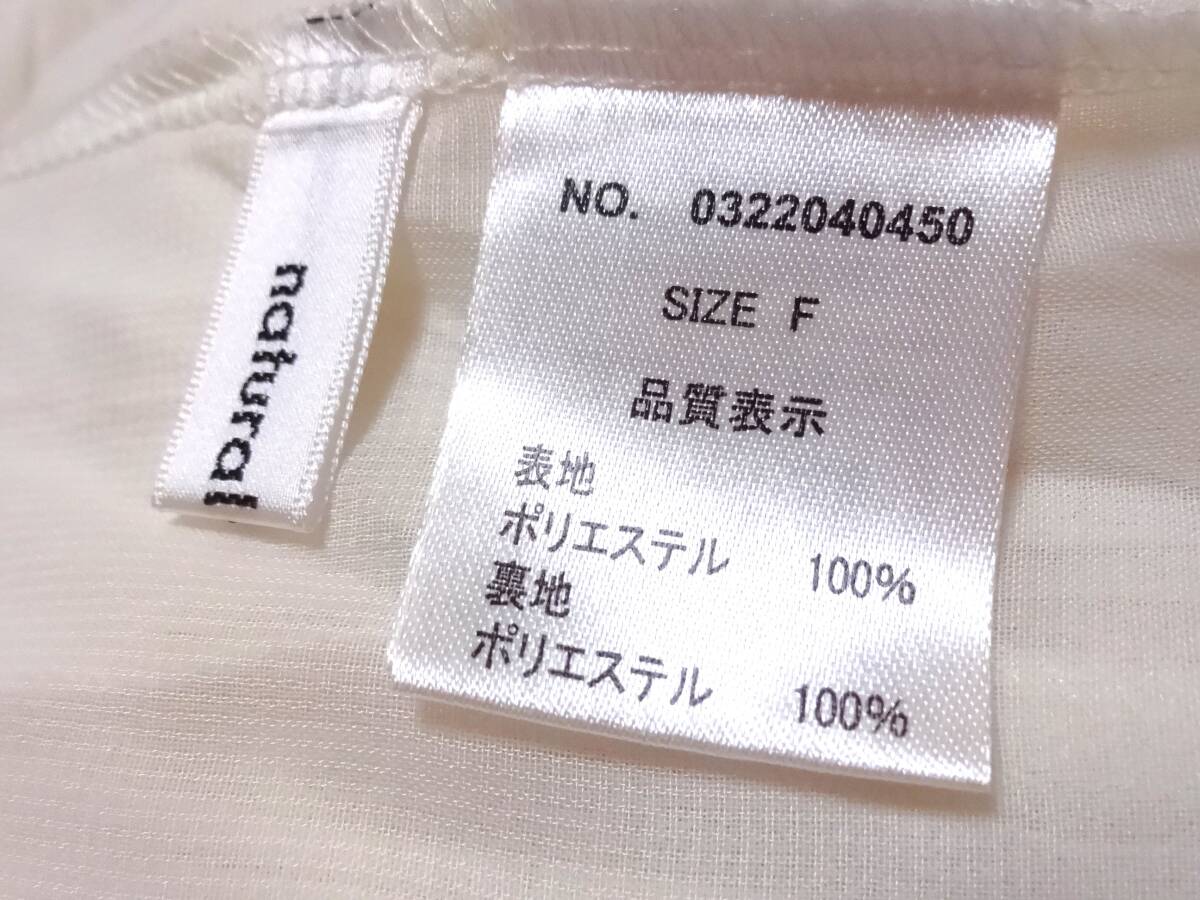 natural
NO. 0322040450
SIZE F
品質表示
表地
ポリエステル 100%
裏地
ポリエステル 100%